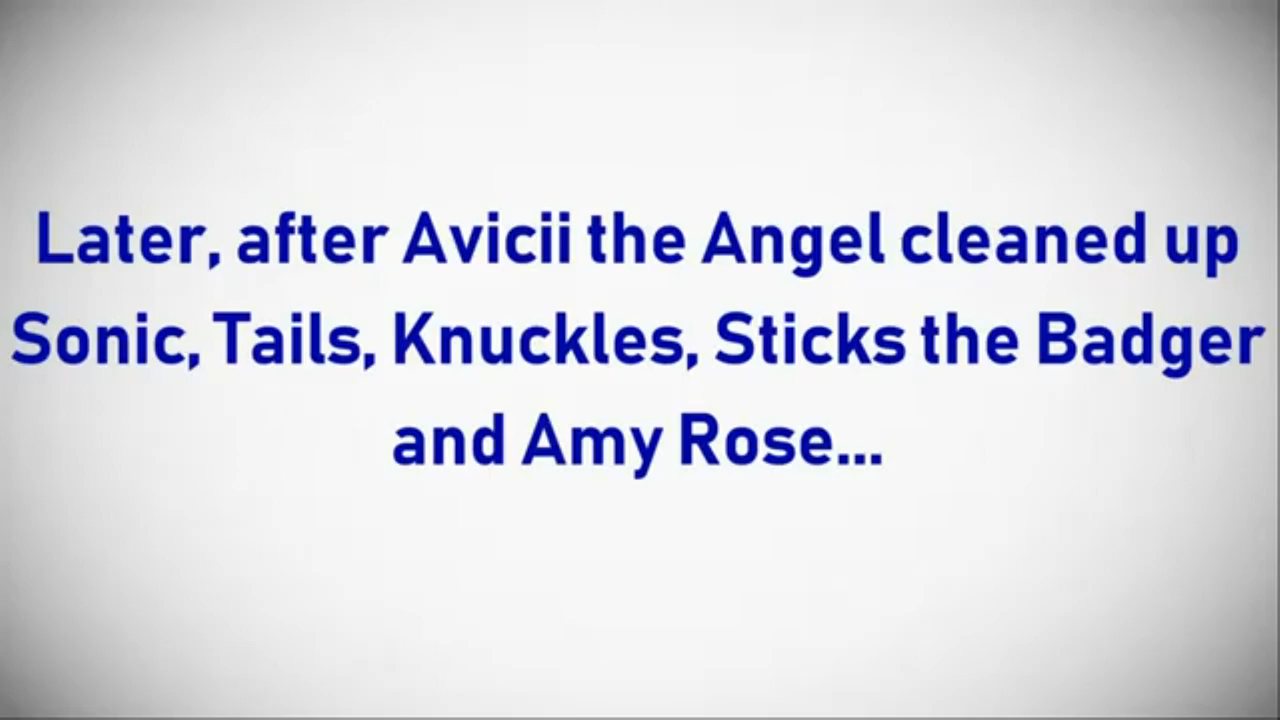 Later, after Avicii the Angel cleaned up
Sonic, Tails, Knuckles, Sticks the Badger
and Amy Rose...